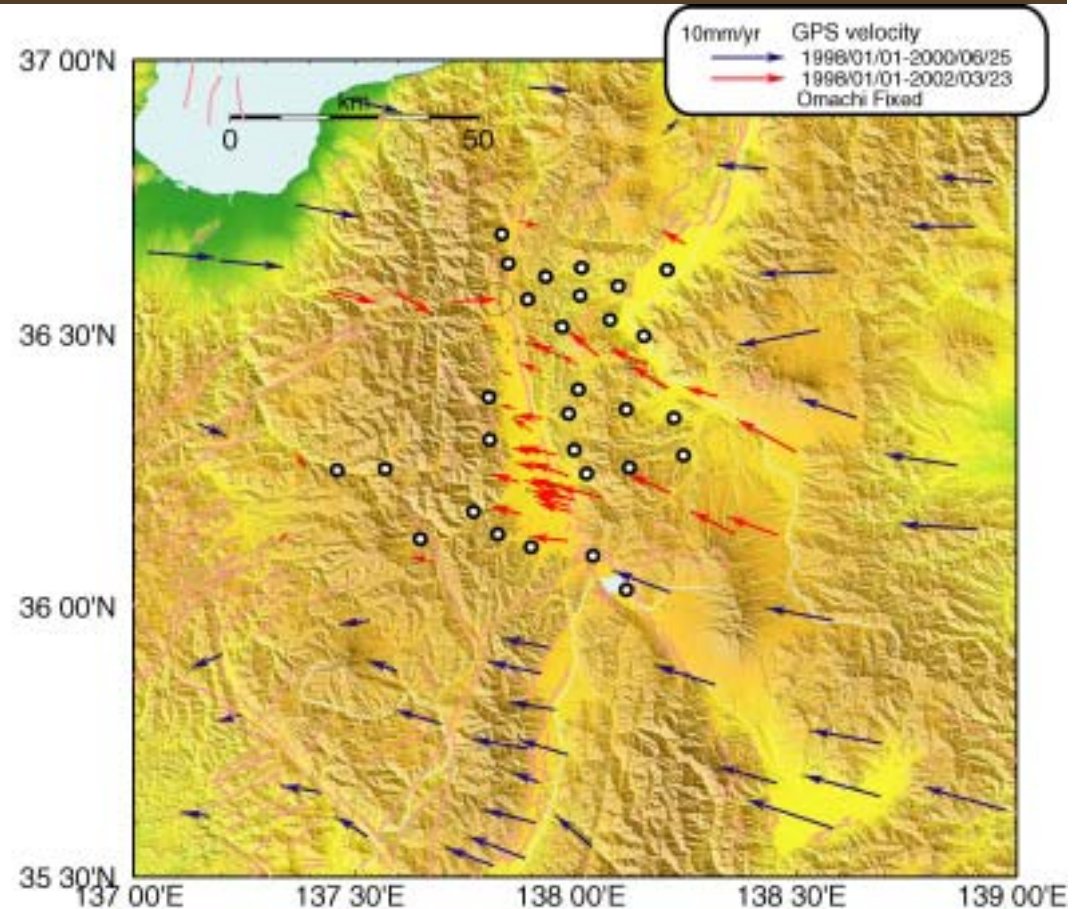 10mm/yr GPS velocity
1998/01/01-2000/06/25
1998/01/01-2002/03/23
Omachi Fixed
37 00'N
km
0 50
36 30'N
36 00'N
35 30'N
137 00'E 137 30'E 138 00'E 138 30'E 139 00'E